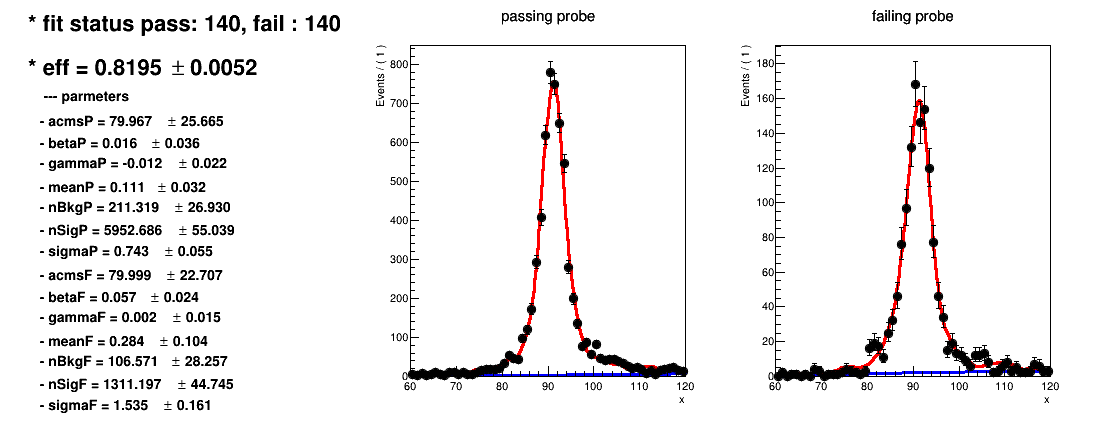 * fit status pass: 140, fail : 140
* eff = 0.8195 ± 0.0052
--- parmeters
- acmsP = 79.967 ± 25.665
- betaP = 0.016 ± 0.036
- gammaP = -0.012 ± 0.022
- meanP = 0.111 ± 0.032
- nBkgP = 211.319 ± 26.930
- nSigP = 5952.686 ± 55.039
- sigmaP = 0.743 ± 0.055
- acmsF = 79.999 ± 22.707
- betaF = 0.057 ± 0.024
- gammaF = 0.002 ± 0.015
- meanF = 0.284 ± 0.104
- nBkgF = 106.571 ± 28.257
- nSigF = 1311.197 ± 44.745
- sigmaF = 1.535 ± 0.161
passing probe
Events / ( 1 )
800
700
600
500
400
300
200
100
0
60 70 80 90 100 110 120
x
failing probe
Events / ( 1 )
180
160
140
120
100
80
60
40
20
0
60 70 80 90 100 110 120
x